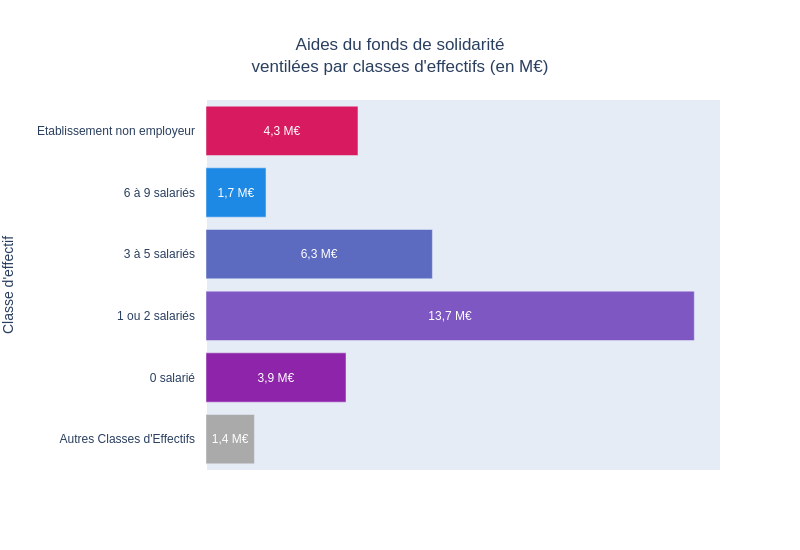 Aides du fonds de solidarité
ventilées par classes d'effectifs (en M€)
Classe d'effectif
Etablissement non employeur
4,3 M€
6 à 9 salariés
1,7 M€
3 à 5 salariés
6,3 M€
1 ou 2 salariés
13,7 M€
0 salarié
3,9 M€
Autres Classes d'Effectifs
1,4 M€